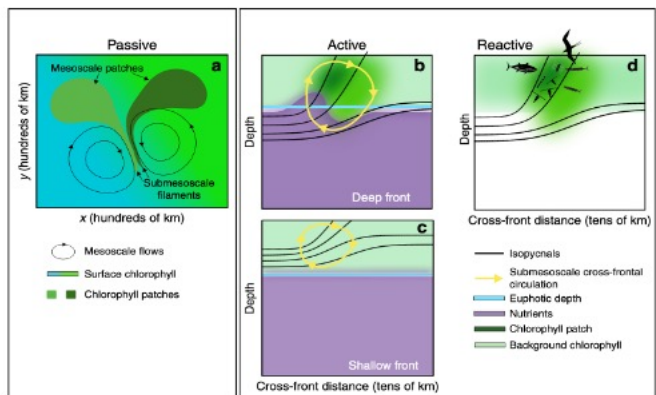 Passive
a
Mesoscale patches
Submesoscale
filaments
y (hundreds of km)
x (hundreds of km)
Mesoscale flows
Surface chlorophyll
Chlorophyll patches
Active
b
Depth
Deep front
c
Depth
Shallow front
Cross-front distance (tens of km)
Reactive
d
Depth
Cross-front distance (tens of km)
Isopycnals
Submesoscale cross-frontal
circulation
Euphotic depth
Nutrients
Chlorophyll patch
Background chlorophyll